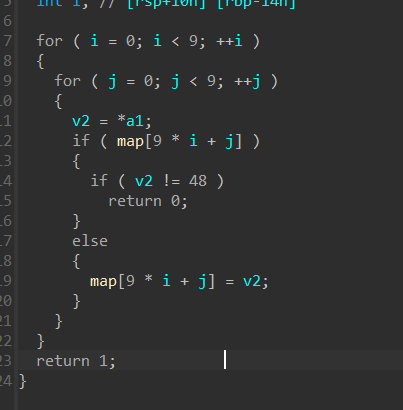 5 int i; // [rsp+10h] [rbp-14h]
6
7 for ( i = 0; i < 9; ++i )
8 {
9 for ( j = 0; j < 9; ++j )
10 {
11 v2 = *a1;
12 if ( map[9 * i + j] )
13 {
14 if ( v2 != 48 )
15 return 0;
16 }
17 else
18 {
19 map[9 * i + j] = v2;
20 }
21 }
22 }
23 return 1;
24 }